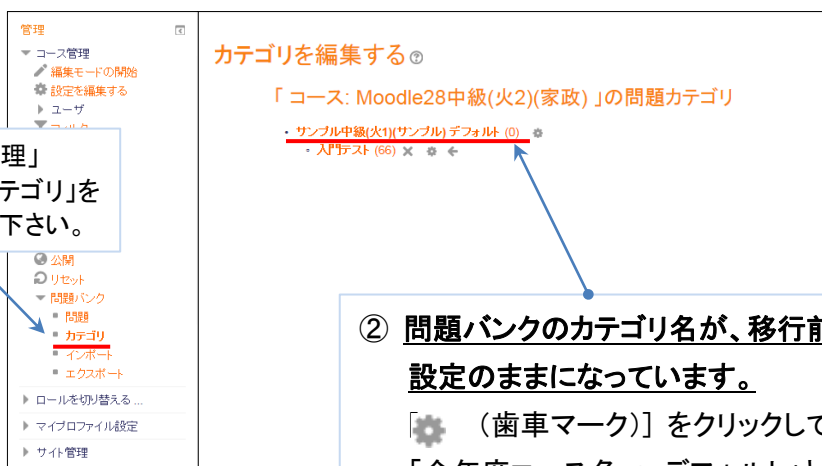 管理
コース管理
編集モードの開始
設定を編集する
ユーザ
フィルタ
理」
テゴリ」を
下さい。
公開
リセット
問題バンク
問題
カテゴリ
インポート
エクスポート
ロールを切り替える ...
マイプロファイル設定
サイト管理
カテゴリを編集する
「 コース: Moodle28中級(火2)(家政) 」の問題カテゴリ
サンプル中級(火1)(サンプル) デフォルト (0)
入門テスト (66)
② 問題バンクのカテゴリ名が、移行前
設定のままになっています。
[ (歯車マーク)] をクリックして